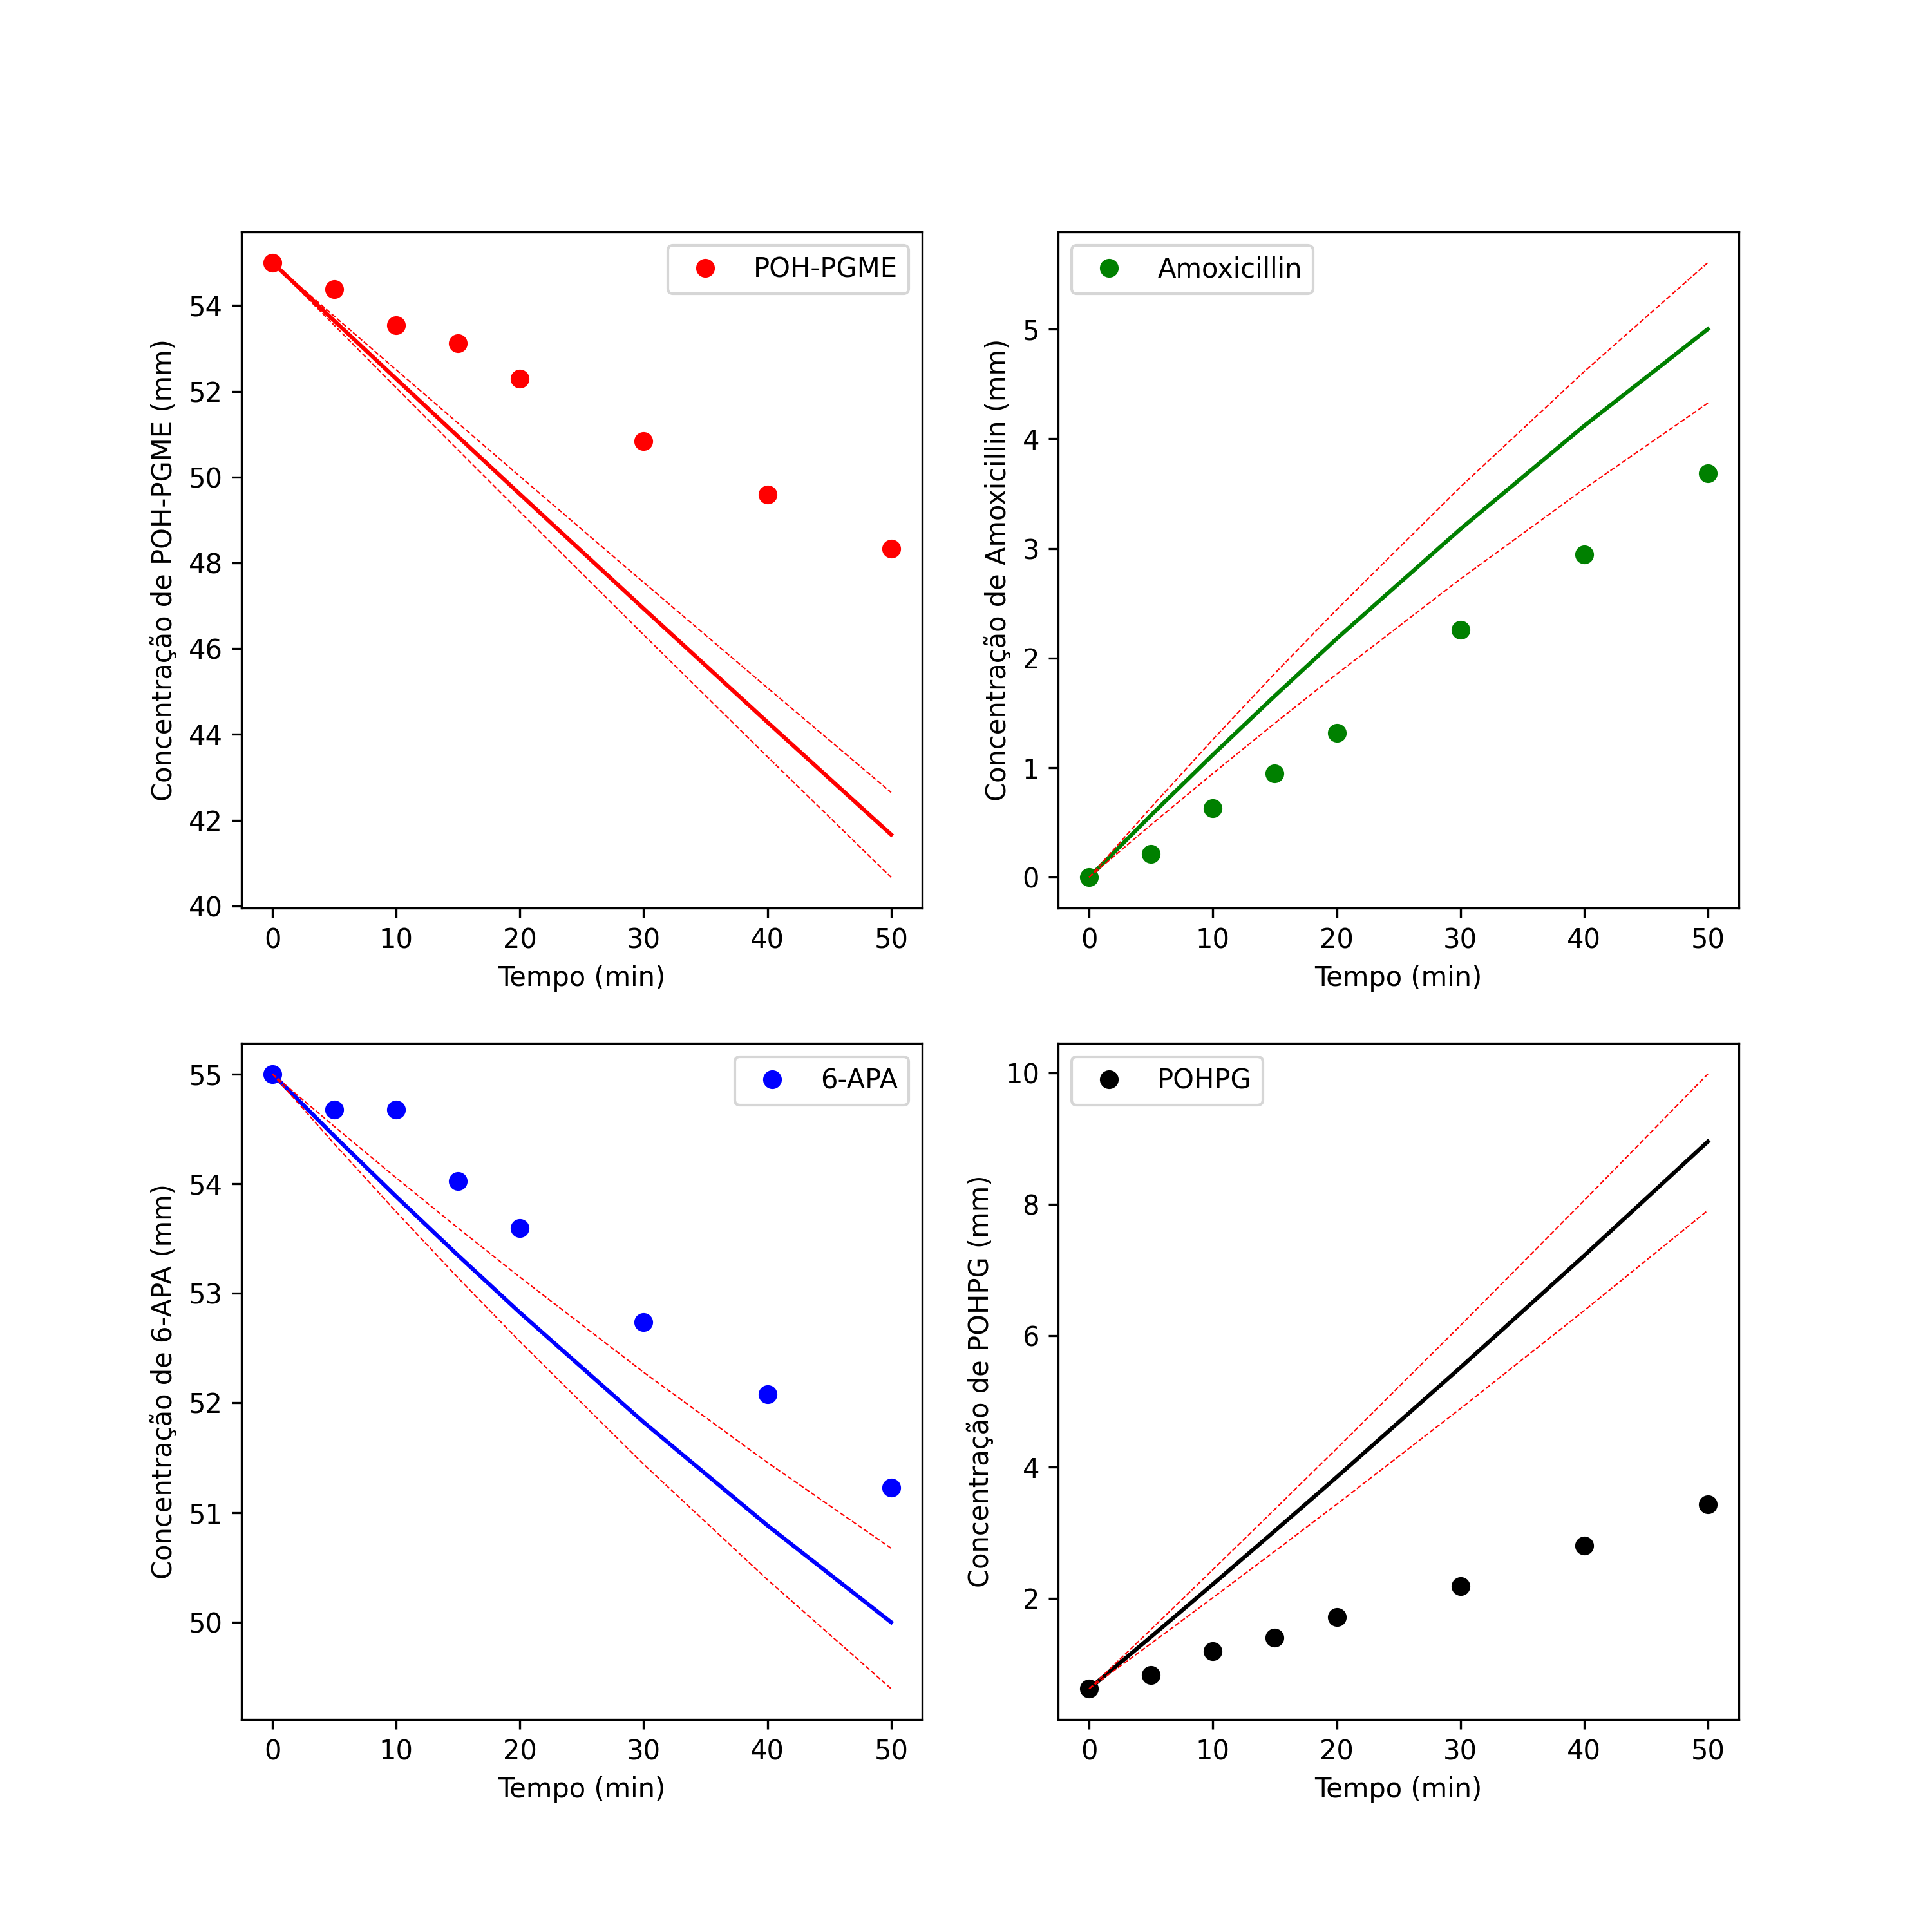 POH-PGME
Concentração de POH-PGME (mm)
54
52
50
48
46
44
42
40
0 10 20 30 40 50
Tempo (min)
Amoxicillin
Concentração de Amoxicillin (mm)
5
4
3
2
1
0
0 10 20 30 40 50
Tempo (min)
6-APA
Concentração de 6-APA (mm)
55
54
53
52
51
50
0 10 20 30 40 50
Tempo (min)
POHPG
Concentração de POHPG (mm)
10
8
6
4
2
0 10 20 30 40 50
Tempo (min)